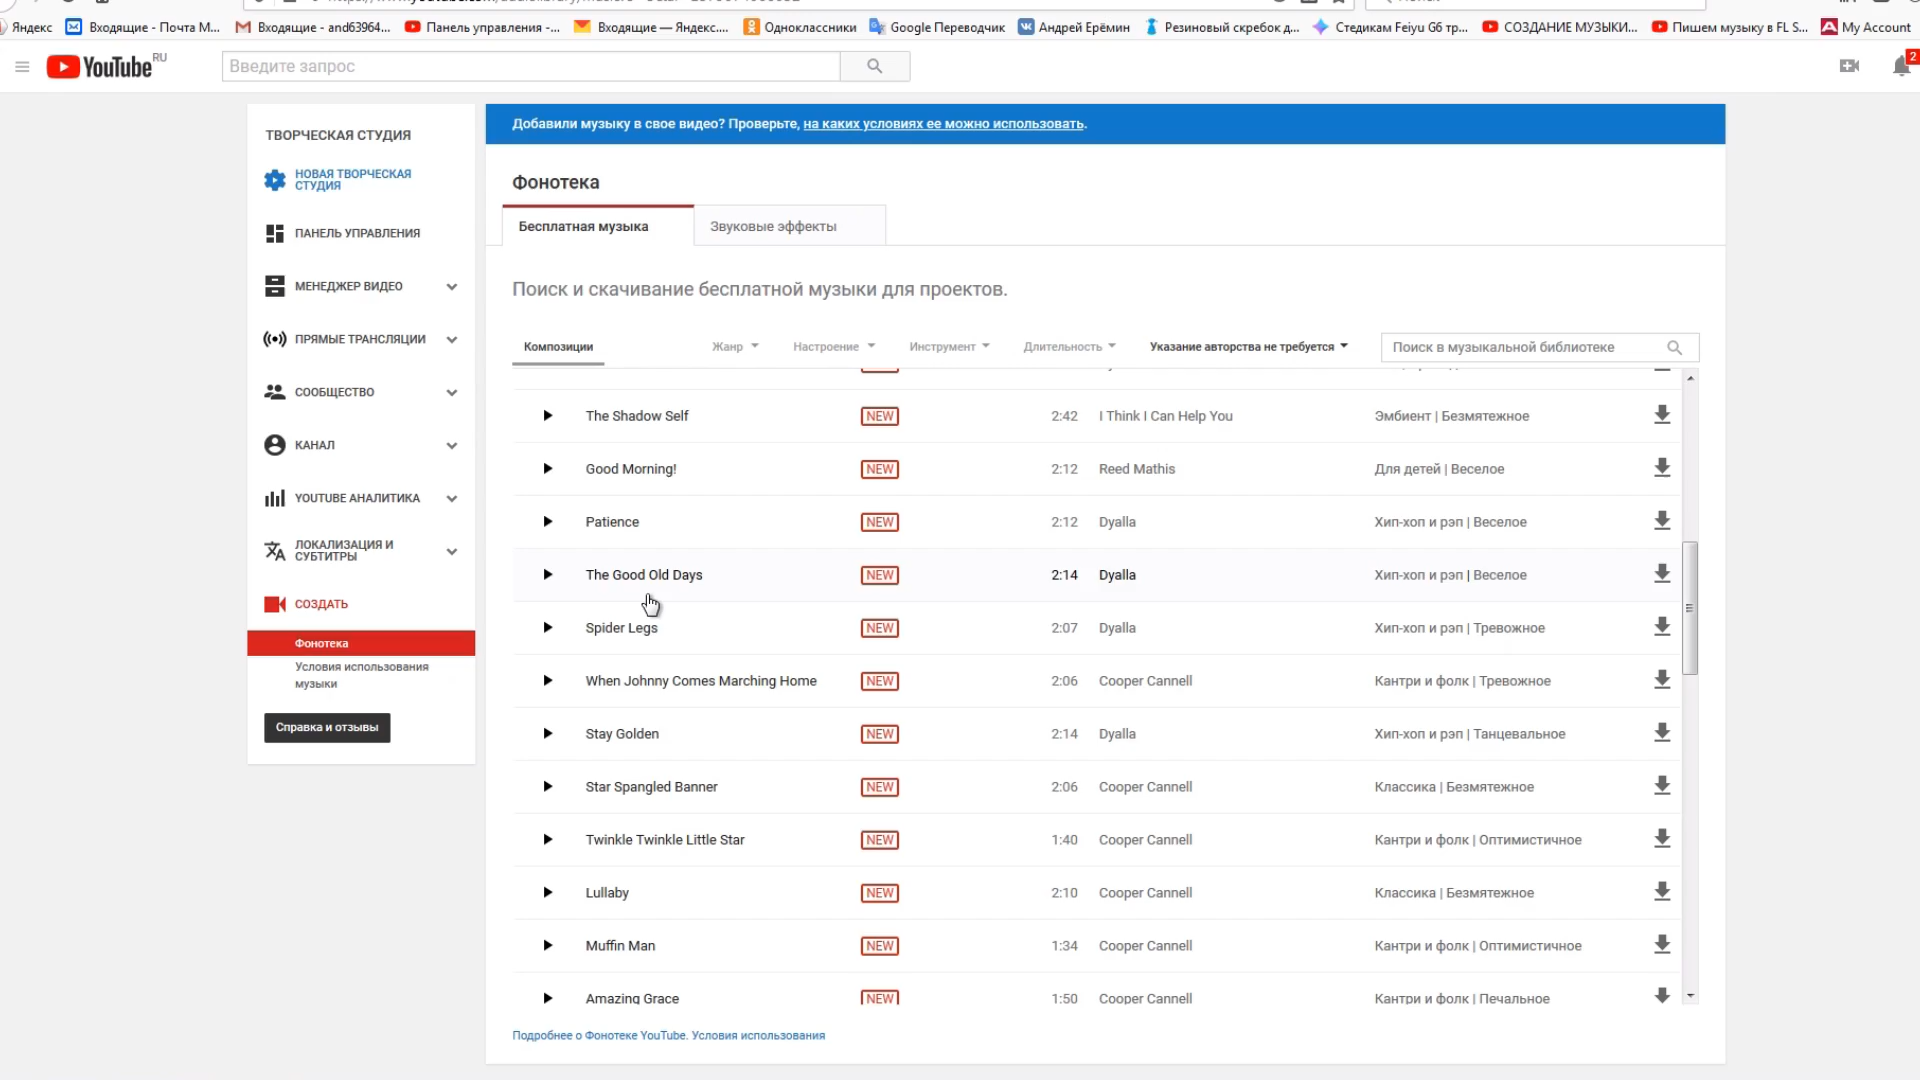 Яндекс Входящие - Почта М... Входящие - and63964... Панель управления -... Входящие — Яндекс.... Одноклассники Google Переводчик Андрей Ерёмин Резиновый скребок д... Стедикам Feiyu G6 тр... СОЗДАНИЕ МУЗЫКИ... Пишем музыку в FL S... My Account
YouTube RU
Введите запрос
2
ТВОРЧЕСКАЯ СТУДИЯ
НОВАЯ ТВОРЧЕСКАЯ
СТУДИЯ
ПАНЕЛЬ УПРАВЛЕНИЯ
МЕНЕДЖЕР ВИДЕО
ПРЯМЫЕ ТРАНСЛЯЦИИ
СООБЩЕСТВО
КАНАЛ
YOUTUBE АНАЛИТИКА
ЛОКАЛИЗАЦИЯ И
СУБТИТРЫ
СОЗДАТЬ
Фонотека
Условия использования
музыки
Справка и отзывы
Добавили музыку в свое видео? Проверьте, на каких условиях ее можно использовать.
Фонотека
Бесплатная музыка Звуковые эффекты
Поиск и скачивание бесплатной музыки для проектов.
Композиции Жанр Настроение Инструмент Длительность Указание авторства не требуется Поиск в музыкальной библиотеке
The Shadow Self NEW 2:42 I Think I Can Help You Эмбиент | Безмятежное
Good Morning! NEW 2:12 Reed Mathis Для детей | Веселое
Patience NEW 2:12 Dyalla Хип-хоп и рэп | Веселое
The Good Old Days NEW 2:14 Dyalla Хип-хоп и рэп | Веселое
Spider Legs NEW 2:07 Dyalla Хип-хоп и рэп | Тревожное
When Johnny Comes Marching Home NEW 2:06 Cooper Cannell Кантри и фолк | Тревожное
Stay Golden NEW 2:14 Dyalla Хип-хоп и рэп | Танцевальное
Star Spangled Banner NEW 2:06 Cooper Cannell Классика | Безмятежное
Twinkle Twinkle Little Star NEW 1:40 Cooper Cannell Кантри и фолк | Оптимистичное
Lullaby NEW 2:10 Cooper Cannell Классика | Безмятежное
Muffin Man NEW 1:34 Cooper Cannell Кантри и фолк | Оптимистичное
Amazing Grace NEW 1:50 Cooper Cannell Кантри и фолк | Печальное
Подробнее о Фонотеке YouTube. Условия использования